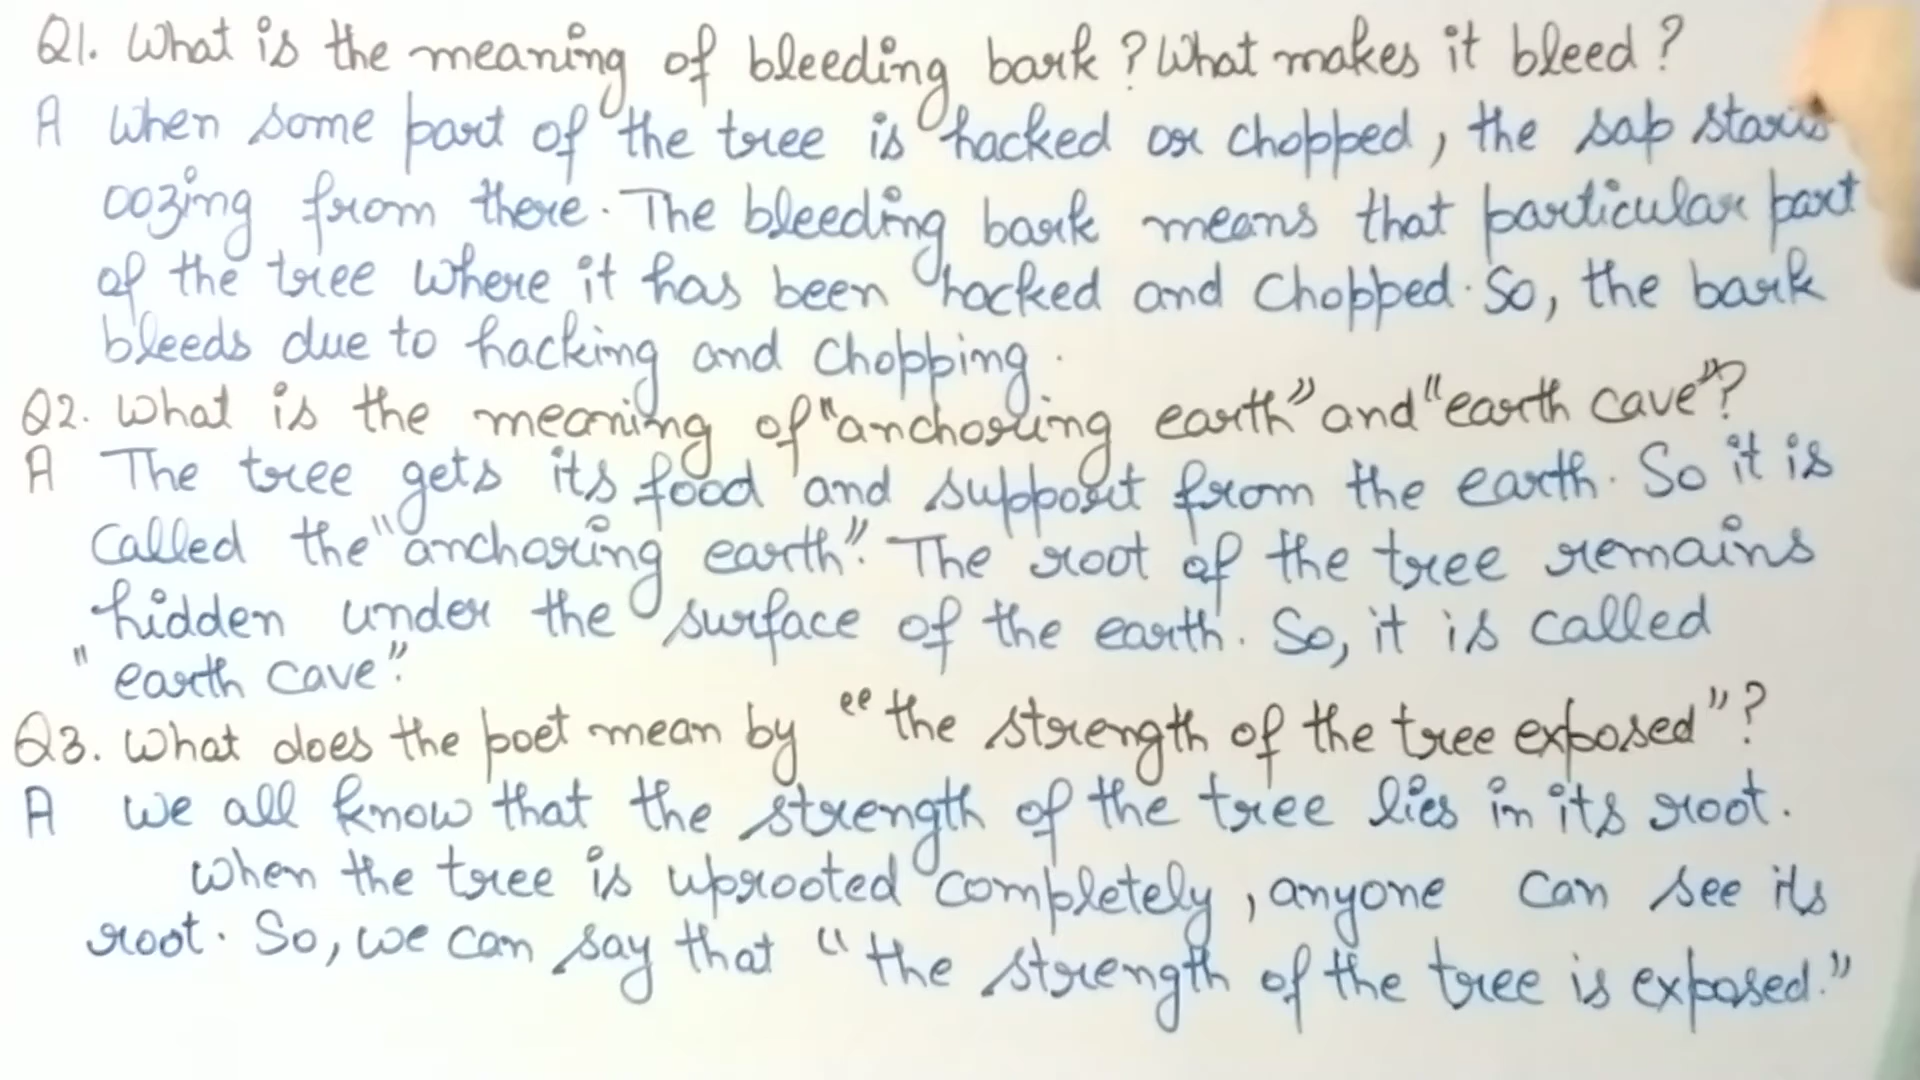 Q1. What is the meaning of bleeding bark? What makes it bleed?
A When some part of the tree is hacked or chopped, the sap starts
oozing from there. The bleeding bark means that particular part
of the tree where it has been hacked and chopped. So, the bark
bleeds due to hacking and chopping.
Q2. What is the meaning of "anchoring earth" and "earth cave"?
A The tree gets its food and support from the earth. So it is
called the "anchoring earth". The root of the tree remains
hidden under the surface of the earth. So, it is called
"earth cave".
Q3. What does the poet mean by "the strength of the tree exposed"?
A We all know that the strength of the tree lies in its root.
When the tree is uprooted completely, anyone can see its
root. So, we can say that "the strength of the tree is exposed."